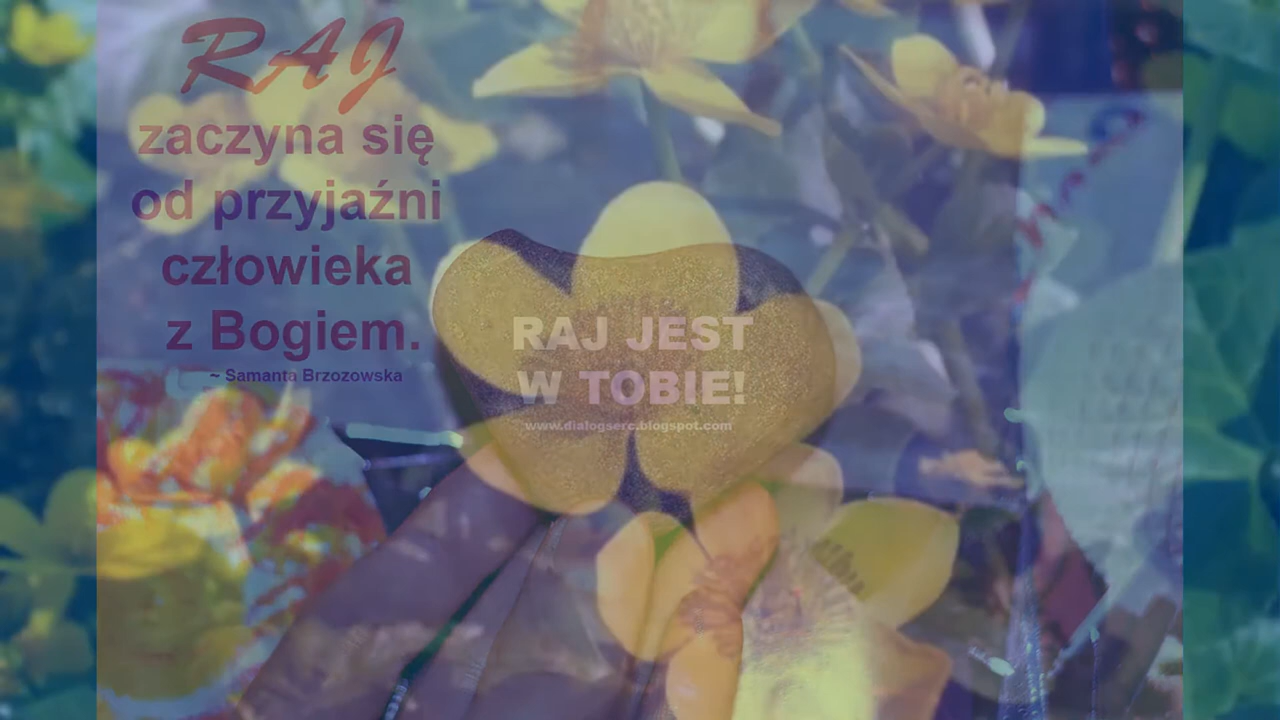 RAJ
zaczyna się
od przyjaźni
człowieka
z Bogiem.
~ Samanta Brzozowska
RAJ JEST
W TOBIE!
www.dialogserc.blogspot.com